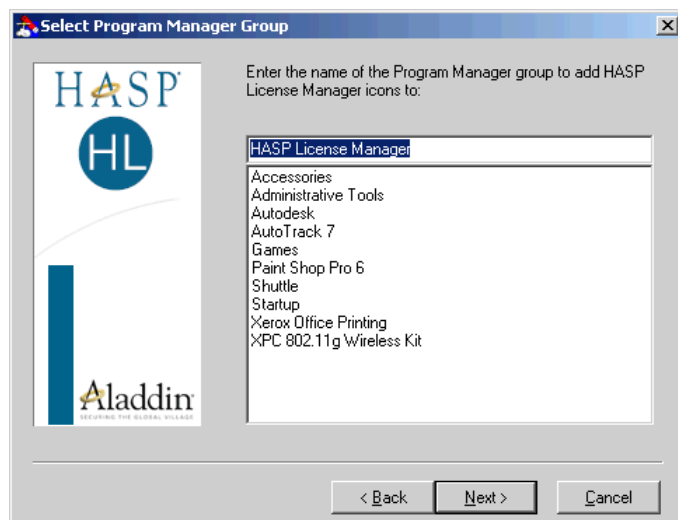 Select Program Manager Group
HASP
HL
Enter the name of the Program Manager group to add HASP
License Manager icons to:
HASP License Manager
Accessories
Administrative Tools
Autodesk
AutoTrack 7
Games
Paint Shop Pro 6
Shuttle
Startup
Xerox Office Printing
XPC 802.11g Wireless Kit
Aladdin
SECURING THE GLOBAL VILLAGE
< Back
Next >
Cancel